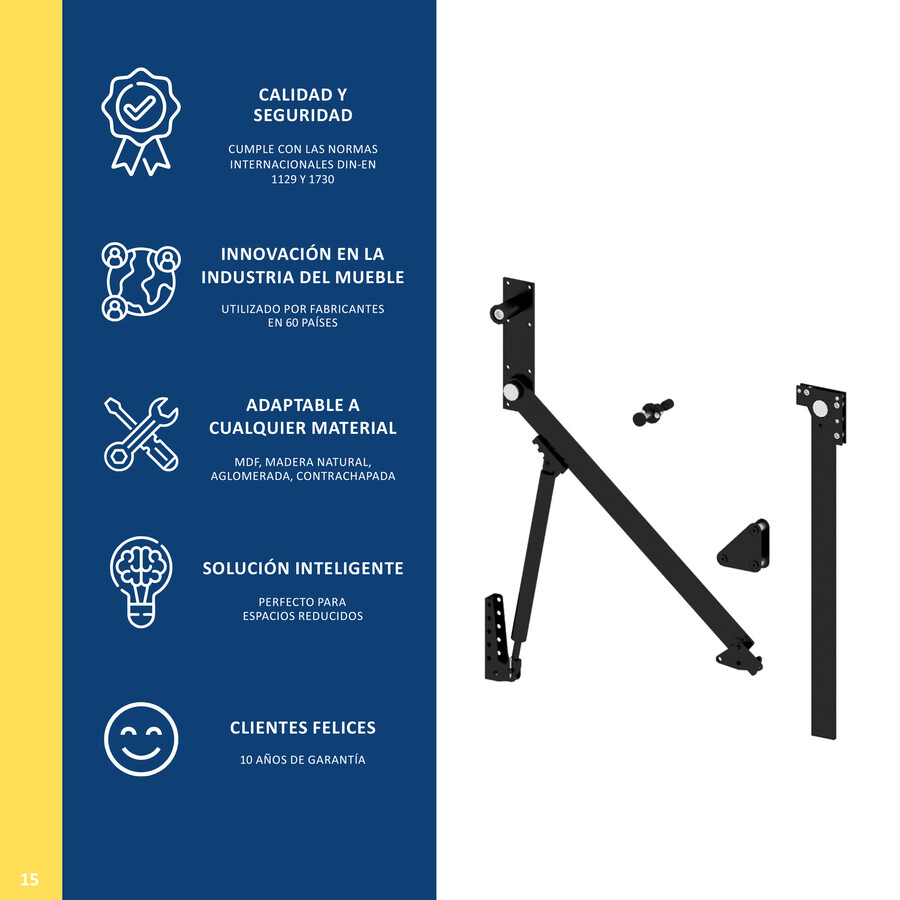 CALIDAD Y
SEGURIDAD
CUMPLE CON LAS NORMAS
INTERNACIONALES DIN-EN
1129 Y 1730
INNOVACIÓN EN LA
INDUSTRIA DEL MUEBLE
UTILIZADO POR FABRICANTES
EN 60 PAÍSES
ADAPTABLE A
CUALQUIER MATERIAL
MDF, MADERA NATURAL,
AGLOMERADA, CONTRACHAPADA
SOLUCIÓN INTELIGENTE
PERFECTO PARA
ESPACIOS REDUCIDOS
CLIENTES FELICES
10 AÑOS DE GARANTÍA
15